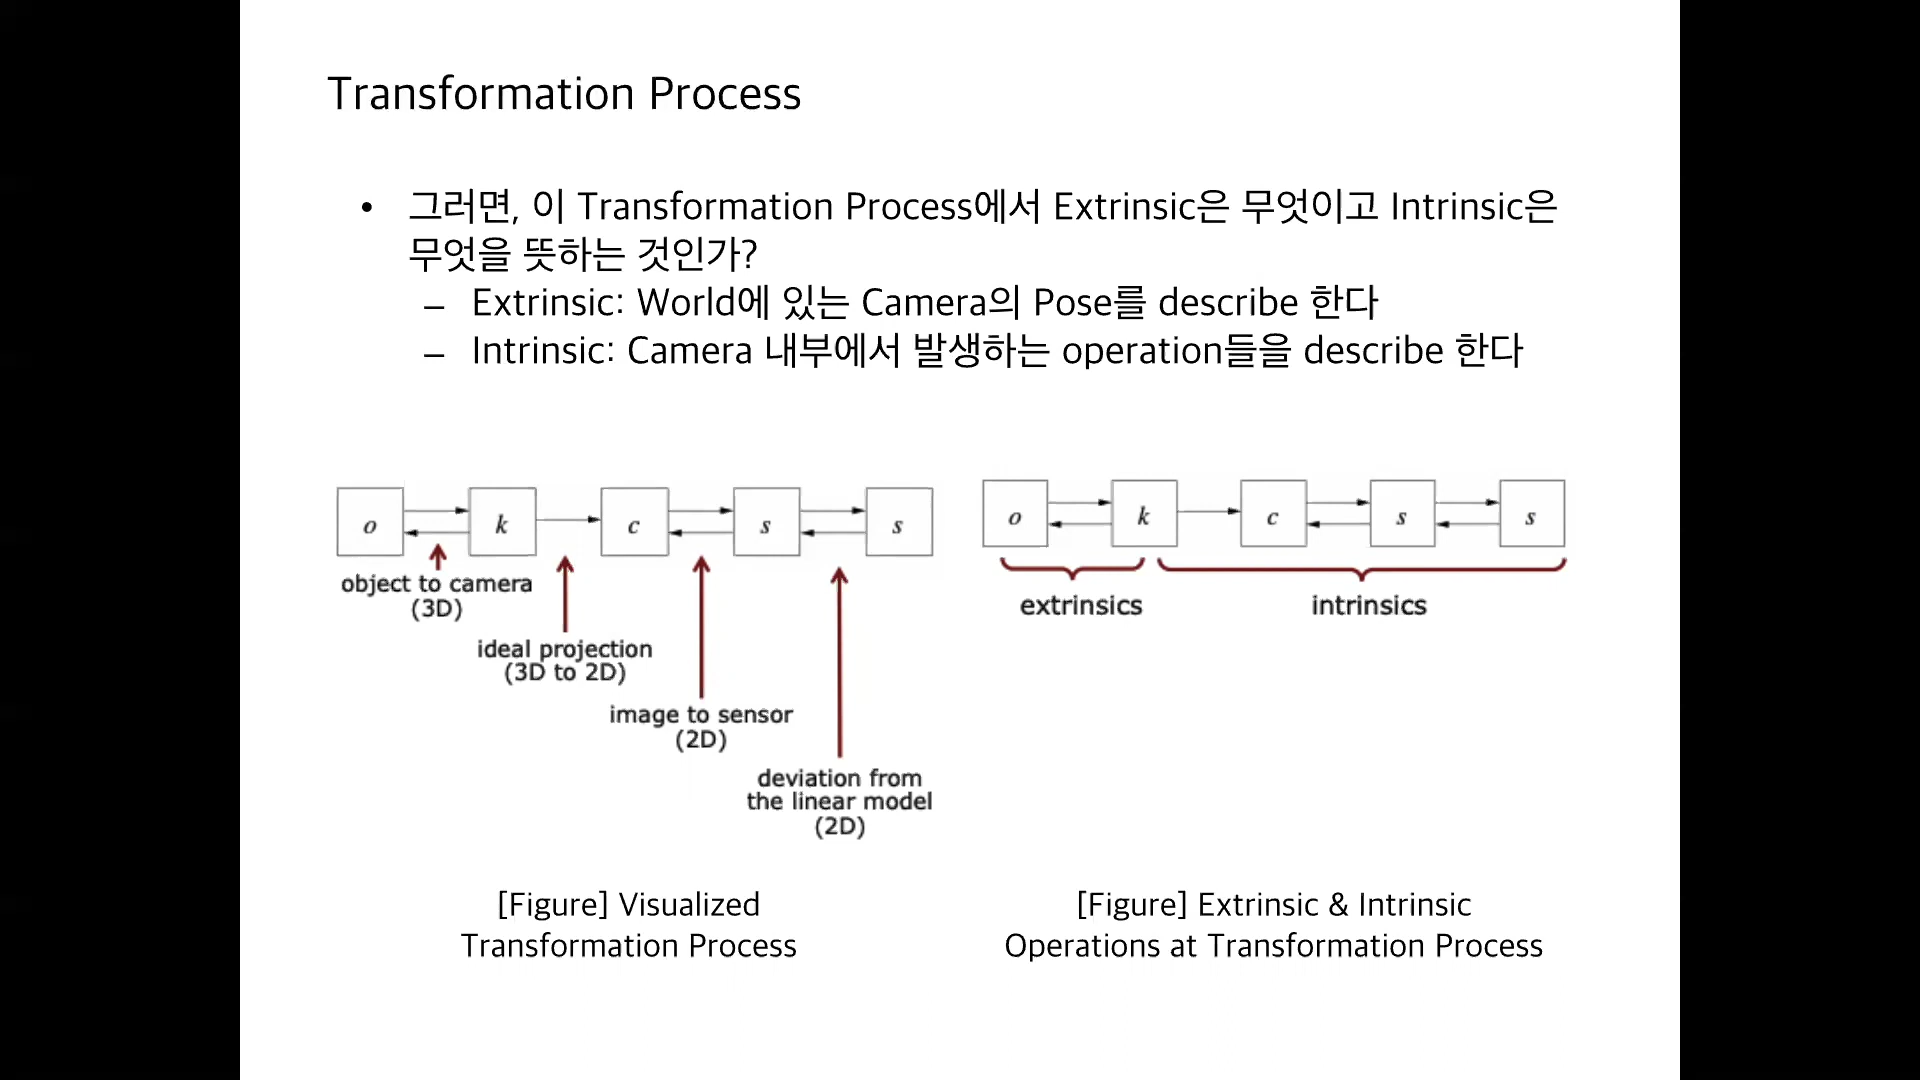 Transformation Process
• 그러면, 이 Transformation Process에서 Extrinsic은 무엇이고 Intrinsic은
무엇을 뜻하는 것인가?
– Extrinsic: World에 있는 Camera의 Pose를 describe 한다
– Intrinsic: Camera 내부에서 발생하는 operation들을 describe 한다
o k c s s
object to camera
(3D)
ideal projection
(3D to 2D)
image to sensor
(2D)
deviation from
the linear model
(2D)
[Figure] Visualized
Transformation Process
o k c s s
extrinsics intrinsics
[Figure] Extrinsic & Intrinsic
Operations at Transformation Process